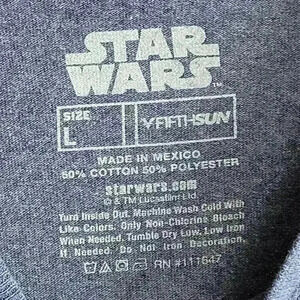 STAR
WARS
SIZE
L
FIFTHSUN
MADE IN MEXICO
50% COTTON 50% POLYESTER
starwars.com
© & TM Lucasfilm Ltd
Turn Inside Out. Machine Wash Cold With
Like Colors. Only Non-Chlorine Bleach
When Needed. Tumble Dry Low. Low Iron
If Needed. Do Not Iron Decoration.
RN #111647